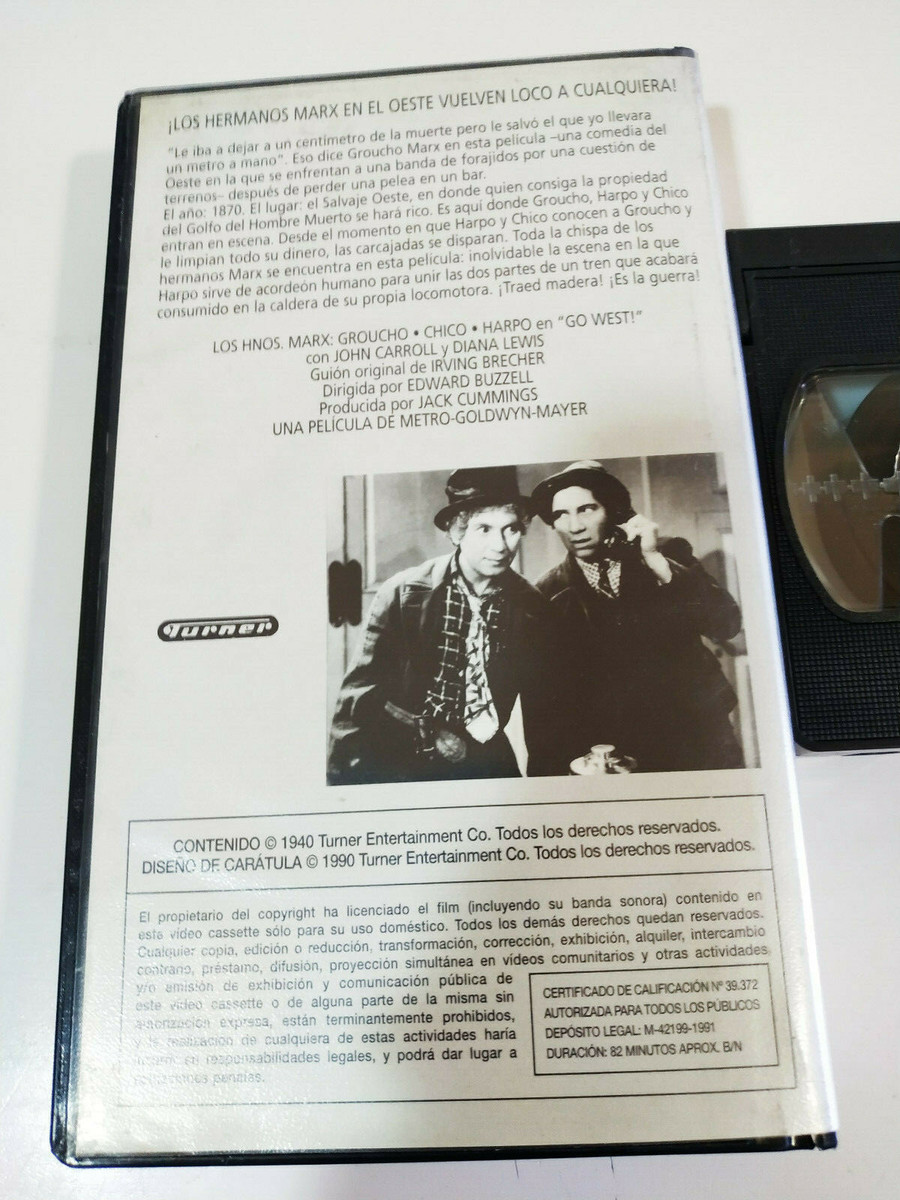 ¡LOS HERMANOS MARX EN EL OESTE VUELVEN LOCO A CUALQUIERA!
"Le iba a dejar a un centímetro de la muerte pero le salvó el que yo llevara
un metro a mano". Eso dice Groucho Marx en esta película –una comedia del
Oeste en la que se enfrentan a una banda de forajidos por una cuestión de
terrenos– después de perder una pelea en un bar.
El año: 1870. El lugar: el Salvaje Oeste, en donde quien consiga la propiedad
del Golfo del Hombre Muerto se hará rico. Es aquí donde Groucho, Harpo y Chico
entran en escena. Desde el momento en que Harpo y Chico conocen a Groucho y
le limpian todo su dinero, las carcajadas se disparan. Toda la chispa de los
hermanos Marx se encuentra en esta película: inolvidable la escena en la que
Harpo sirve de acordeón humano para unir las dos partes de un tren que acabará
consumido en la caldera de su propia locomotora. ¡Traed madera! ¡Es la guerra!
LOS HNOS. MARX: GROUCHO • CHICO • HARPO en "GO WEST!"
con JOHN CARROLL y DIANA LEWIS
Guión original de IRVING BRECHER
Dirigida por EDWARD BUZZELL
Producida por JACK CUMMINGS
UNA PELÍCULA DE METRO-GOLDWYN-MAYER
Turner
CONTENIDO © 1940 Turner Entertainment Co. Todos los derechos reservados.
DISEÑO DE CARÁTULA © 1990 Turner Entertainment Co. Todos los derechos reservados.
El propietario del copyright ha licenciado el film (incluyendo su banda sonora) contenido en
este vídeo cassette sólo para su uso doméstico. Todos los demás derechos quedan reservados.
Cualquier copia, edición o reducción, transformación, corrección, exhibición, alquiler, intercambio
contrario, préstamo, difusión, proyección simultánea en vídeos comunitarios y otras actividades
y/o emisión de exhibición y comunicación pública de
este vídeo cassette o de alguna parte de la misma sin
autorización expresa, están terminantemente prohibidos,
y la realización de cualquiera de estas actividades haría
incurrir en responsabilidades legales, y podrá dar lugar a
penales.
CERTIFICADO DE CALIFICACIÓN Nº 39.372
AUTORIZADA PARA TODOS LOS PÚBLICOS
DEPÓSITO LEGAL: M-42199-1991
DURACIÓN: 82 MINUTOS APROX. B/N